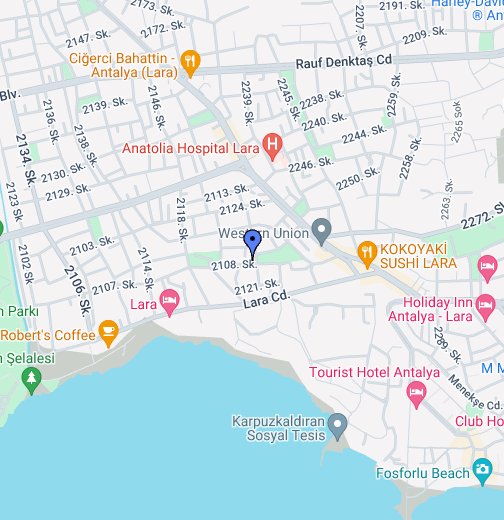 2191. Sk.
Harley-David
® An
2207. Sk.
2209. Sk.
2147. Sk.
2173. Sk.
Ciğerci Bahattin -
Antalya (Lara)
Rauf Denktaş Cd
Blv.
2139. Sk.
2146. Sk.
2239. Sk.
2245. Sk.
2238. Sk.
2240. Sk.
2244. Sk.
2259. Sk.
2265 Sok
2136. Sk.
2138. Sk.
2134. Sk.
Anatolia Hospital Lara
2246. Sk.
2258. Sk.
2130. Sk.
2129. Sk.
2250. Sk.
2123 Sk
2113. Sk.
2124. Sk.
2118. Sk.
2263. Sk.
2272. Sk.
2102 Sk
2103. Sk.
Western Union
KOKOYAKİ
SUSHİ LARA
2114. Sk.
2106. Sk.
2108. Sk.
2107. Sk.
2121. Sk.
Lara Cd.
Lara
n Parkı
Holiday Inn
Antalya - Lara
Robert's Coffee
2289. Sk.
n Şelalesi
Tourist Hotel Antalya
M M
Menekşe Cd.
Karpuzkaldıran
Sosyal Tesis
Club Ho
Fosforlu Beach